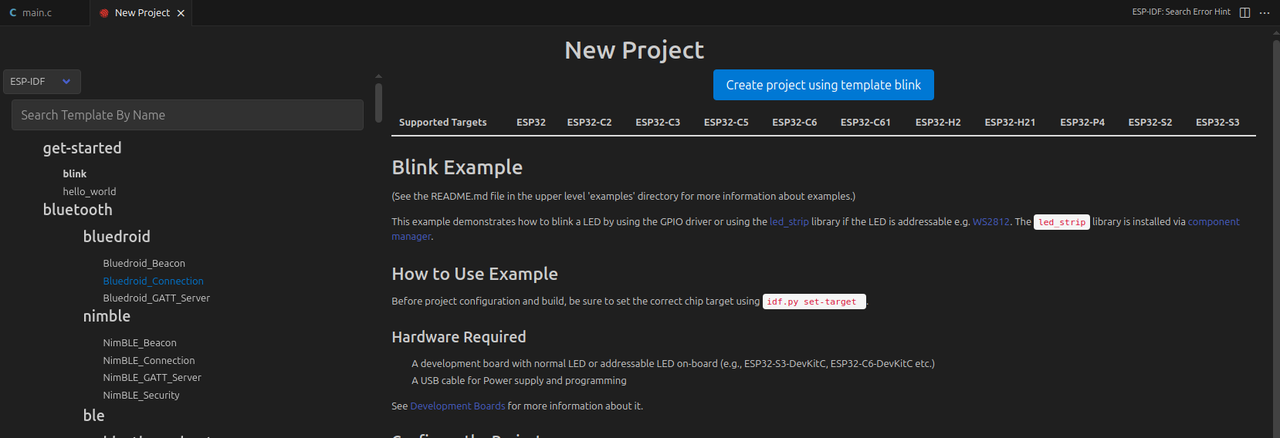 main.c
New Project
ESP-IDF: Search Error Hint
New Project
ESP-IDF
Search Template By Name
get-started
blink
hello_world
bluetooth
bluedroid
Bluedroid_Beacon
Bluedroid_Connection
Bluedroid_GATT_Server
nimble
NimBLE_Beacon
NimBLE_Connection
NimBLE_GATT_Server
NimBLE_Security
ble
Create project using template blink
Supported Targets ESP32 ESP32-C2 ESP32-C3 ESP32-C5 ESP32-C6 ESP32-C61 ESP32-H2 ESP32-H21 ESP32-P4 ESP32-S2 ESP32-S3
Blink Example
(See the README.md file in the upper level 'examples' directory for more information about examples.)
This example demonstrates how to blink a LED by using the GPIO driver or using the led_strip library if the LED is addressable e.g. WS2812. The led_strip library is installed via component
manager.
How to Use Example
Before project configuration and build, be sure to set the correct chip target using idf.py set-target .
Hardware Required
A development board with normal LED or addressable LED on-board (e.g., ESP32-S3-DevKitC, ESP32-C6-DevKitC etc.)
A USB cable for Power supply and programming
See Development Boards for more information about it.